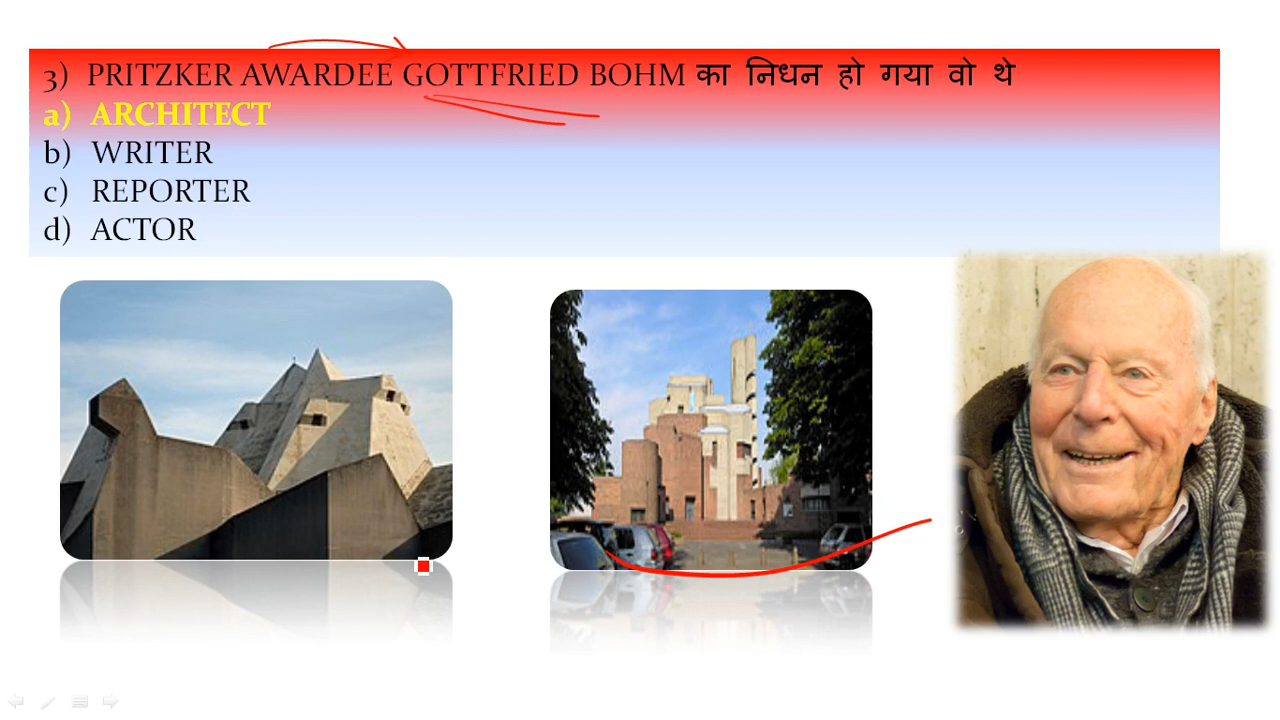 3) PRITZKER AWARDEE GOTTFRIED BOHM का निधन हो गया वो थे
a) ARCHITECT
b) WRITER
c) REPORTER
d) ACTOR